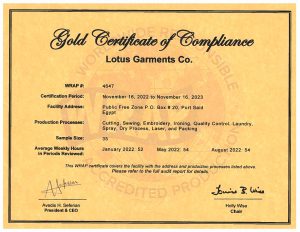 Gold Certificate of Compliance
Lotus Garments Co.
WRAP #: 4647
Certification Period: November 16, 2022 to November 16, 2023
Facility Address: Public Free Zone P.O. Box # 20, Port Said
Egypt
Production Processes: Cutting, Sewing, Embroidery, Ironing, Quality Control, Laundry,
Spray, Dry Process, Laser, and Packing
Sample Size: 35
Average Weekly Hours
in Periods Reviewed: January 2022 52 May 2022 54 August 2022 54
This WRAP certificate covers the facility with the address and production processes listed above.
Please refer to the full audit report for details.
Avedis H. Seferian
President & CEO
Holly Wise
Chair